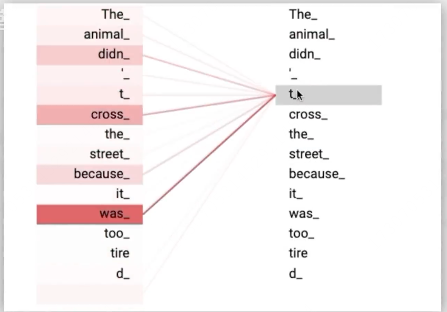 The_ The_
animal_ animal_
didn_ didn_
'_ '_
t_ t_
cross_ cross_
the_ the_
street_ street_
because_ because_
it_ it_
was_ was_
too_ too_
tire tire
d_ d_